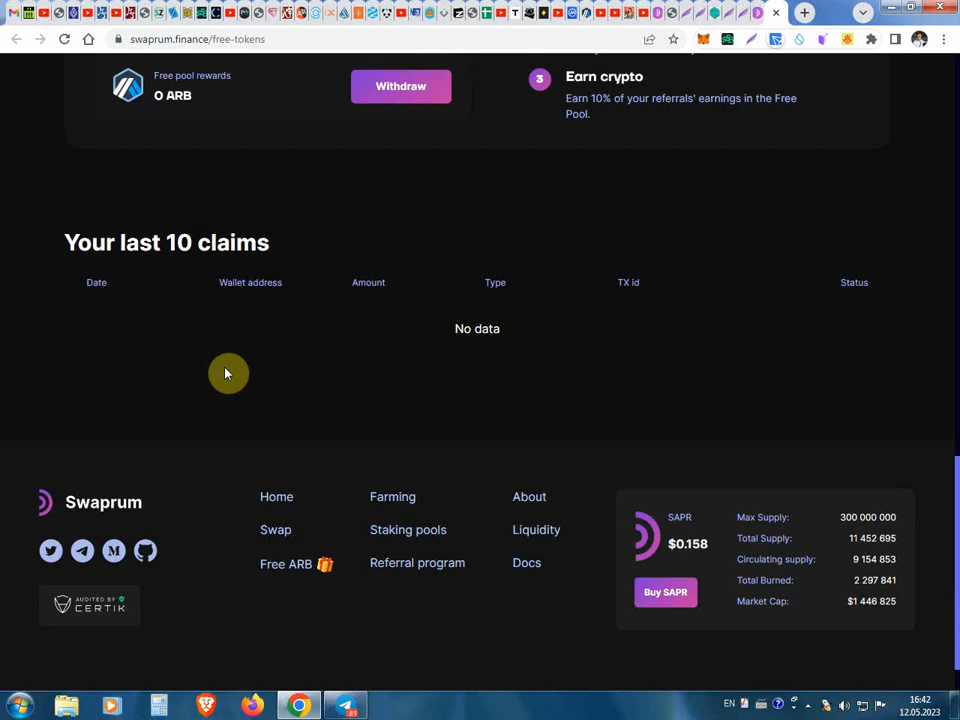 swaprum.finance/free-tokens
Free pool rewards
0 ARB
Withdraw
3
Earn crypto
Earn 10% of your referrals' earnings in the Free
Pool.
Your last 10 claims
Date Wallet address Amount Type TX id Status
No data
Swaprum
AUDITED BY
CERTIK
Home
Swap
Free ARB
Farming
Staking pools
Referral program
About
Liquidity
Docs
SAPR
$0.158
Buy SAPR
Max Supply: 300 000 000
Total Supply: 11 452 695
Circulating supply: 9 154 853
Total Burned: 2 297 841
Market Cap: $1 446 825
EN
16:42
12.05.2023